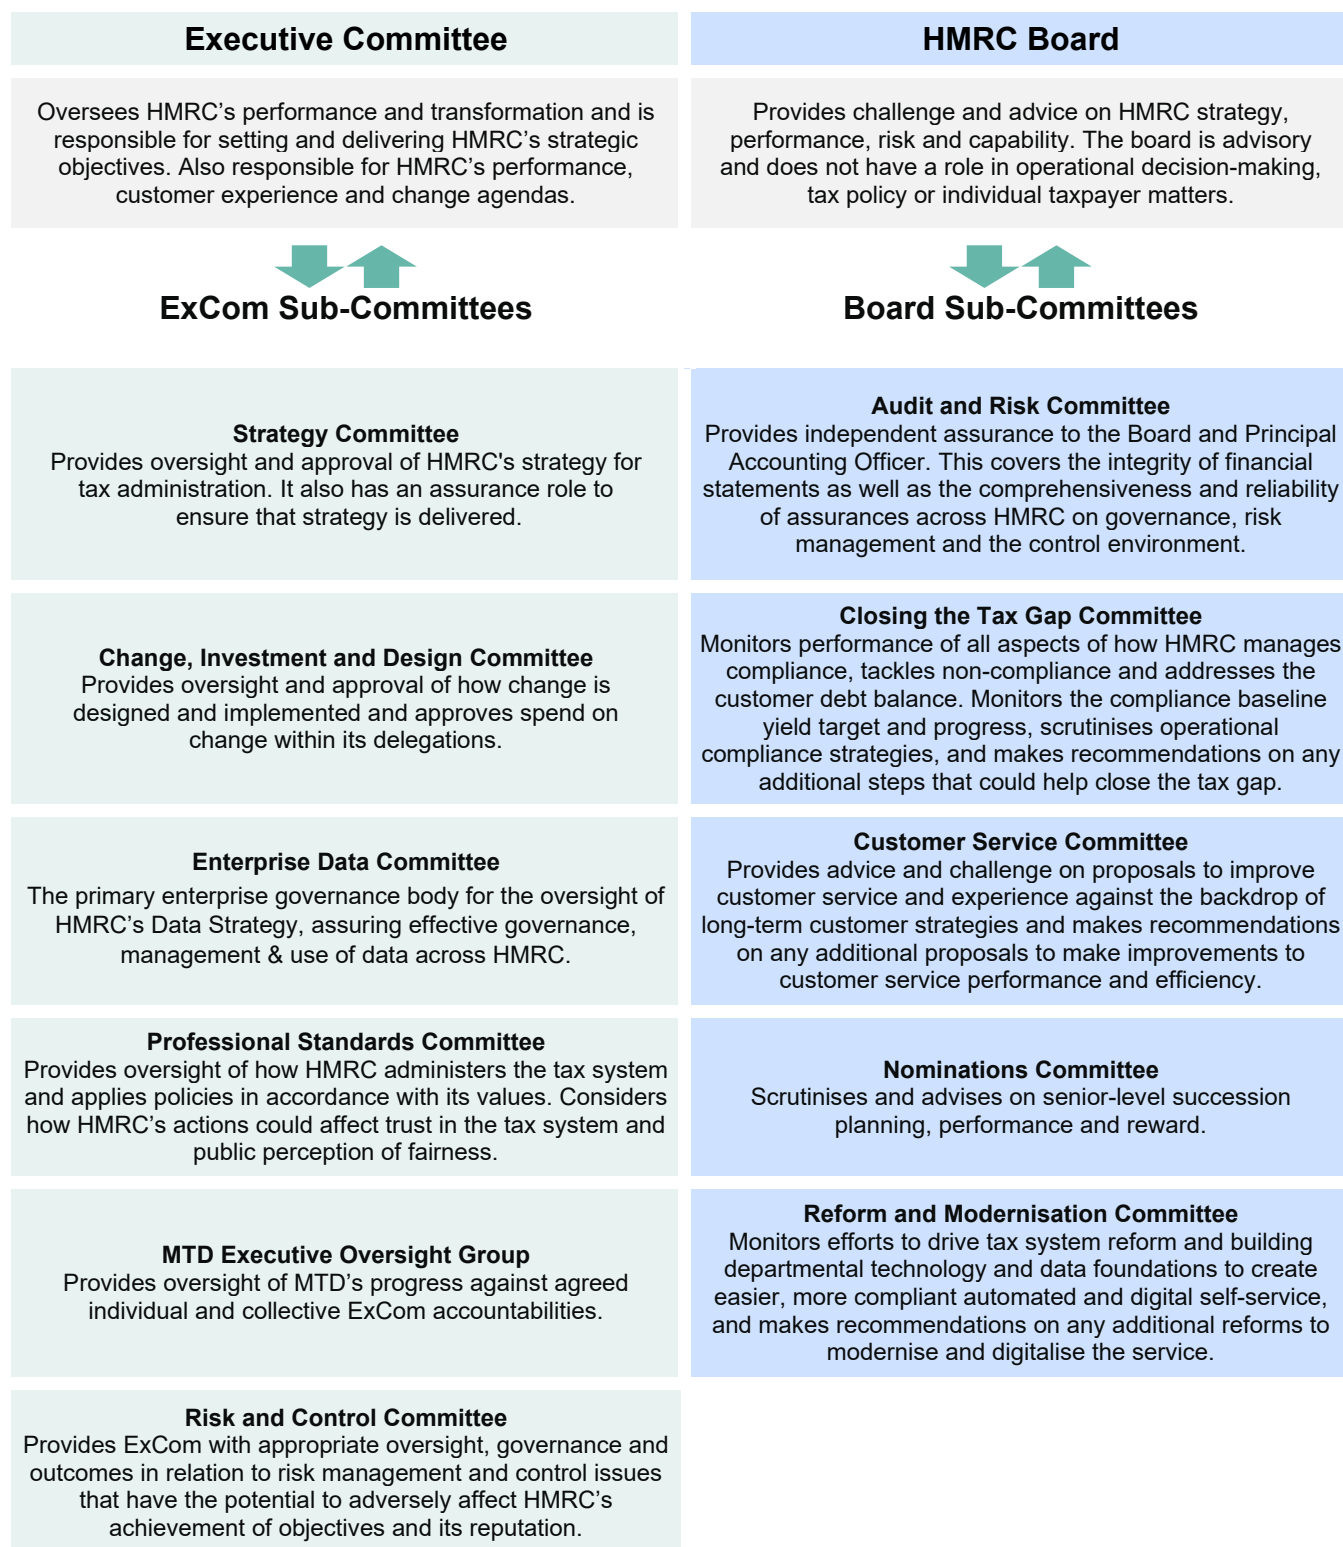 Executive Committee
Oversees HMRC’s performance and transformation and is
responsible for setting and delivering HMRC’s strategic
objectives. Also responsible for HMRC’s performance,
customer experience and change agendas.
ExCom Sub-Committees
Strategy Committee
Provides oversight and approval of HMRC's strategy for
tax administration. It also has an assurance role to
ensure that strategy is delivered.
Change, Investment and Design Committee
Provides oversight and approval of how change is
designed and implemented and approves spend on
change within its delegations.
Enterprise Data Committee
The primary enterprise governance body for the oversight of
HMRC’s Data Strategy, assuring effective governance,
management & use of data across HMRC.
Professional Standards Committee
Provides oversight of how HMRC administers the tax system
and applies policies in accordance with its values. Considers
how HMRC’s actions could affect trust in the tax system and
public perception of fairness.
MTD Executive Oversight Group
Provides oversight of MTD’s progress against agreed
individual and collective ExCom accountabilities.
Risk and Control Committee
Provides ExCom with appropriate oversight, governance and
outcomes in relation to risk management and control issues
that have the potential to adversely affect HMRC’s
achievement of objectives and its reputation.
HMRC Board
Provides challenge and advice on HMRC strategy,
performance, risk and capability. The board is advisory
and does not have a role in operational decision-making,
tax policy or individual taxpayer matters.
Board Sub-Committees
Audit and Risk Committee
Provides independent assurance to the Board and Principal
Accounting Officer. This covers the integrity of financial
statements as well as the comprehensiveness and reliability
of assurances across HMRC on governance, risk
management and the control environment.
Closing the Tax Gap Committee
Monitors performance of all aspects of how HMRC manages
compliance, tackles non-compliance and addresses the
customer debt balance. Monitors the compliance baseline
yield target and progress, scrutinises operational
compliance strategies, and makes recommendations on any
additional steps that could help close the tax gap.
Customer Service Committee
Provides advice and challenge on proposals to improve
customer service and experience against the backdrop of
long-term customer strategies and makes recommendations
on any additional proposals to make improvements to
customer service performance and efficiency.
Nominations Committee
Scrutinises and advises on senior-level succession
planning, performance and reward.
Reform and Modernisation Committee
Monitors efforts to drive tax system reform and building
departmental technology and data foundations to create
easier, more compliant automated and digital self-service,
and makes recommendations on any additional reforms to
modernise and digitalise the service.